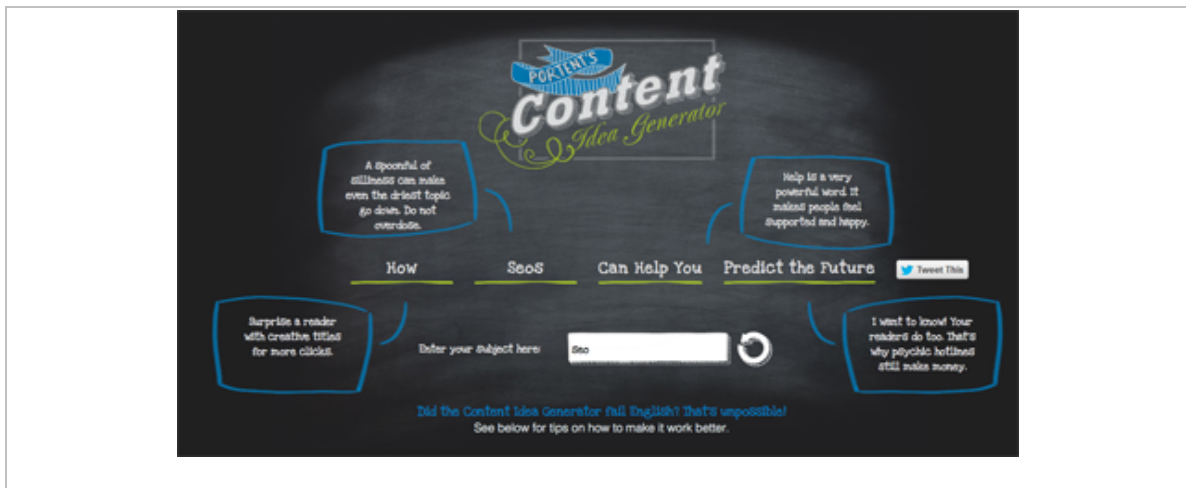 PORTENT'S
Content
Idea Generator
A spoonful of
silliness can make
even the driest topic
go down. Do not
overdose.
Help is a very
powerful word. It
makes people feel
supported and happy.
How Seos Can Help You Predict the Future Tweet This
Surprise a reader
with creative titles
for more clicks.
Enter your subject here: Seo
I want to know! Your
readers do too. That's
why psychic hotlines
still make money.
Did the Content Idea Generator fail English? That's unpossible!
See below for tips on how to make it work better.